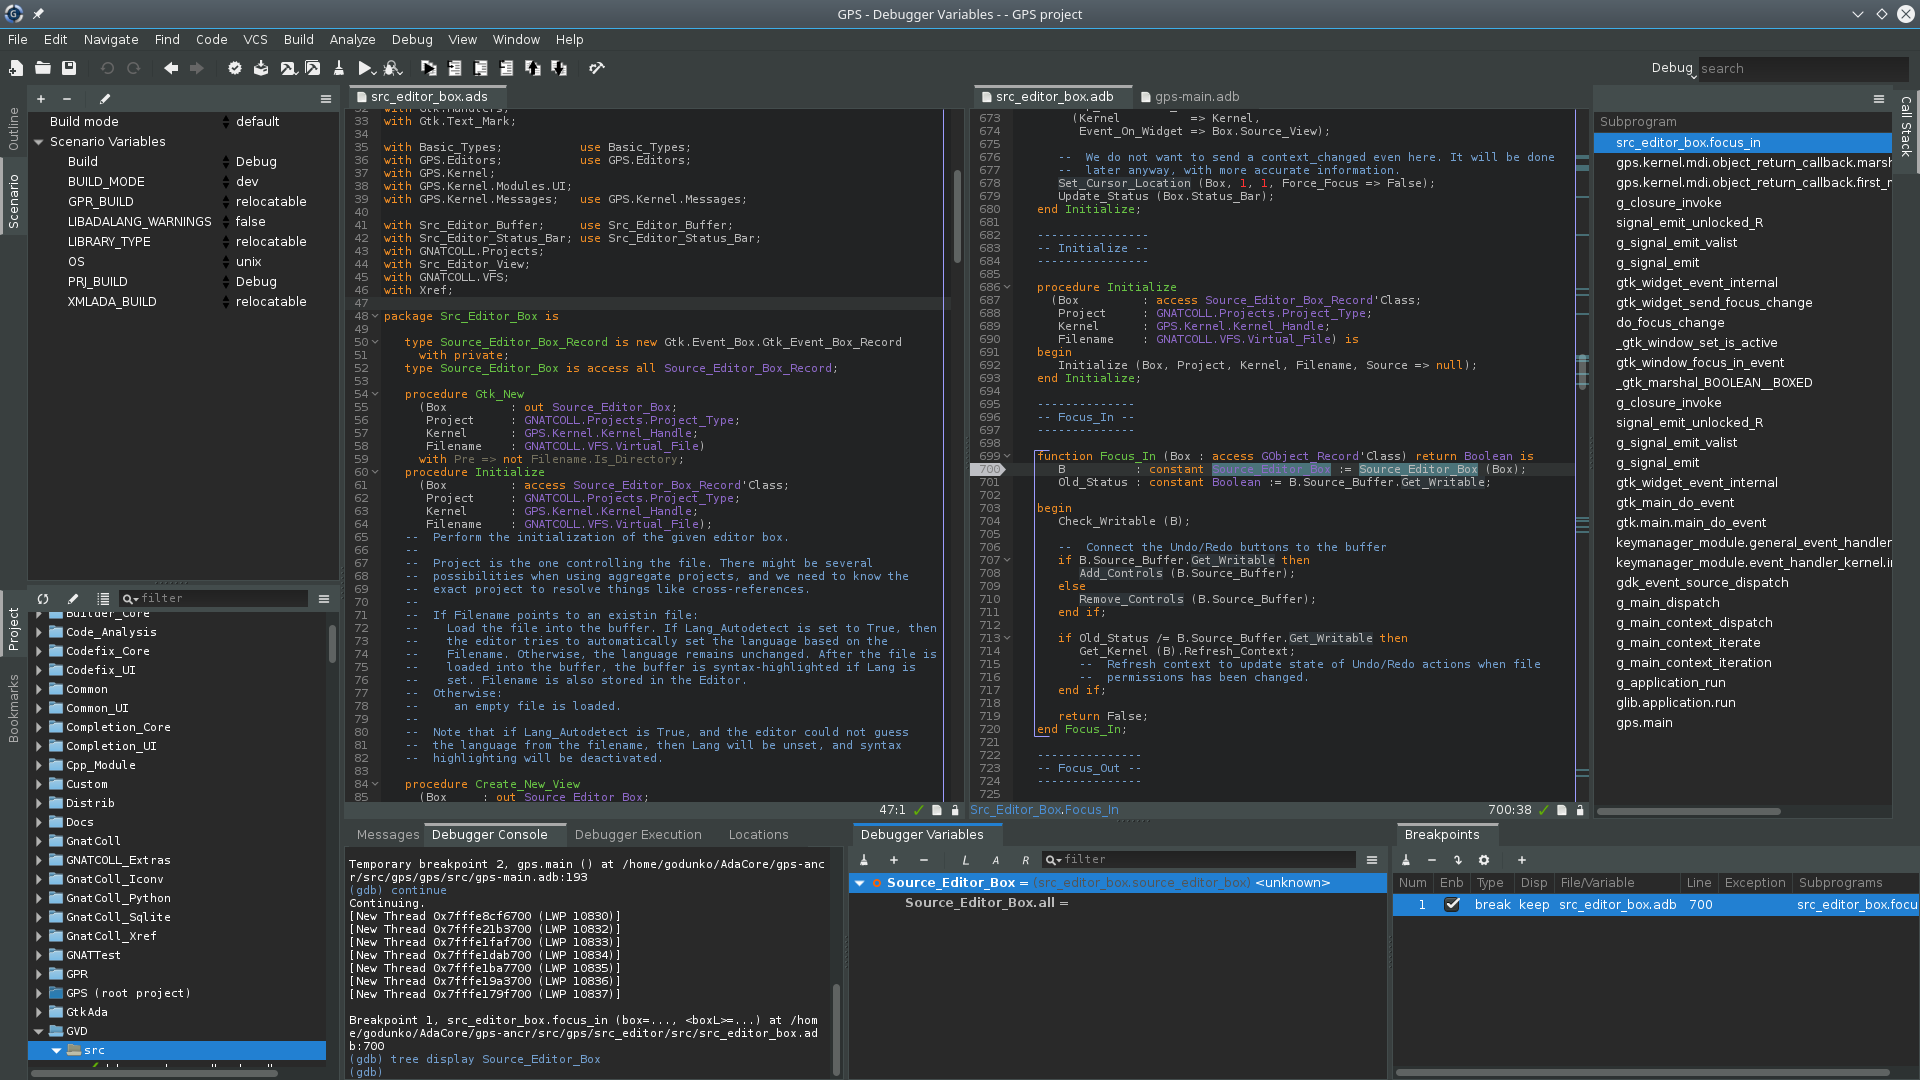 GPS - Debugger Variables - - GPS project
File Edit Navigate Find Code VCS Build Analyze Debug View Window Help
Debug search
Outline
Scenario
Project
Bookmarks
Build mode default
Scenario Variables
Build Debug
BUILD_MODE dev
GPR_BUILD relocatable
LIBADALANG_WARNINGS false
LIBRARY_TYPE relocatable
OS unix
PRJ_BUILD Debug
XMLADA_BUILD relocatable
filter
Builder_Core
Code_Analysis
Codefix_Core
Codefix_UI
Common
Common_UI
Completion_Core
Completion_UI
Cpp_Module
Custom
Distrib
Docs
GnatColl
GNATCOLL_Extras
GnatColl_Iconv
GnatColl_Python
GnatColl_Sqlite
GnatColl_Xref
GNATTest
GPR
GPS (root project)
GtkAda
GVD
src
src_editor_box.ads
32 with Gtk.Handlers;
33 with Gtk.Text_Mark;
34
35 with Basic_Types; use Basic_Types;
36 with GPS.Editors; use GPS.Editors;
37 with GPS.Kernel;
38 with GPS.Kernel.Modules.UI;
39 with GPS.Kernel.Messages; use GPS.Kernel.Messages;
40
41 with Src_Editor_Buffer; use Src_Editor_Buffer;
42 with Src_Editor_Status_Bar; use Src_Editor_Status_Bar;
43 with GNATCOLL.Projects;
44 with Src_Editor_View;
45 with GNATCOLL.VFS;
46 with Xref;
47
48 package Src_Editor_Box is
49
50 type Source_Editor_Box_Record is new Gtk.Event_Box.Gtk_Event_Box_Record
51 with private;
52 type Source_Editor_Box is access all Source_Editor_Box_Record;
53
54 procedure Gtk_New
55 (Box : out Source_Editor_Box;
56 Project : GNATCOLL.Projects.Project_Type;
57 Kernel : GPS.Kernel.Kernel_Handle;
58 Filename : GNATCOLL.VFS.Virtual_File)
59 with Pre => not Filename.Is_Directory;
60 procedure Initialize
61 (Box : access Source_Editor_Box_Record'Class;
62 Project : GNATCOLL.Projects.Project_Type;
63 Kernel : GPS.Kernel.Kernel_Handle;
64 Filename : GNATCOLL.VFS.Virtual_File);
65 -- Perform the initialization of the given editor box.
66 --
67 -- Project is the one controlling the file. There might be several
68 -- possibilities when using aggregate projects, and we need to know the
69 -- exact project to resolve things like cross-references.
70 --
71 -- If Filename points to an existin file:
72 -- Load the file into the buffer. If Lang_Autodetect is set to True, then
73 -- the editor tries to automatically set the language based on the
74 -- Filename. Otherwise, the language remains unchanged. After the file is
75 -- loaded into the buffer, the buffer is syntax-highlighted if Lang is
76 -- set. Filename is also stored in the Editor.
77 -- Otherwise:
78 -- an empty file is loaded.
79 --
80 -- Note that if Lang_Autodetect is True, and the editor could not guess
81 -- the language from the filename, then Lang will be unset, and syntax
82 -- highlighting will be deactivated.
83
84 procedure Create_New_View
85 (Box : out Source_Editor_Box;
47:1
src_editor_box.adb gps-main.adb
673 (Kernel => Kernel,
674 Event_On_Widget => Box.Source_View);
675
676 -- We do not want to send a context_changed even here. It will be done
677 -- later anyway, with more accurate information.
678 Set_Cursor_Location (Box, 1, 1, Force_Focus => False);
679 Update_Status (Box.Status_Bar);
680 end Initialize;
681
682 ----------------
683 -- Initialize --
684 ----------------
685
686 procedure Initialize
687 (Box : access Source_Editor_Box_Record'Class;
688 Project : GNATCOLL.Projects.Project_Type;
689 Kernel : GPS.Kernel.Kernel_Handle;
690 Filename : GNATCOLL.VFS.Virtual_File) is
691 begin
692 Initialize (Box, Project, Kernel, Filename, Source => null);
693 end Initialize;
694
695 --------------
696 -- Focus_In --
697 --------------
698
699 function Focus_In (Box : access GObject_Record'Class) return Boolean is
700 B : constant Source_Editor_Box := Source_Editor_Box (Box);
701 Old_Status : constant Boolean := B.Source_Buffer.Get_Writable;
702
703 begin
704 Check_Writable (B);
705
706 -- Connect the Undo/Redo buttons to the buffer
707 if B.Source_Buffer.Get_Writable then
708 Add_Controls (B.Source_Buffer);
709 else
710 Remove_Controls (B.Source_Buffer);
711 end if;
712
713 if Old_Status /= B.Source_Buffer.Get_Writable then
714 Get_Kernel (B).Refresh_Context;
715 -- Refresh context to update state of Undo/Redo actions when file
716 -- permissions has been changed.
717 end if;
718
719 return False;
720 end Focus_In;
721
722 ---------------
723 -- Focus_Out --
724 ---------------
725
Src_Editor_Box.Focus_In 700:38
Call Stack
Subprogram
src_editor_box.focus_in
gps.kernel.mdi.object_return_callback.marsh
gps.kernel.mdi.object_return_callback.first_r
g_closure_invoke
signal_emit_unlocked_R
g_signal_emit_valist
g_signal_emit
gtk_widget_event_internal
gtk_widget_send_focus_change
do_focus_change
_gtk_window_set_is_active
gtk_window_focus_in_event
_gtk_marshal_BOOLEAN__BOXED
g_closure_invoke
signal_emit_unlocked_R
g_signal_emit_valist
g_signal_emit
gtk_widget_event_internal
gtk_main_do_event
gtk.main.main_do_event
keymanager_module.general_event_handler
keymanager_module.event_handler_kernel.ii
gdk_event_source_dispatch
g_main_dispatch
g_main_context_dispatch
g_main_context_iterate
g_main_context_iteration
g_application_run
glib.application.run
gps.main
Messages Debugger Console Debugger Execution Locations
Temporary breakpoint 2, gps.main () at /home/godunko/AdaCore/gps-anc
r/src/gps/gps/src/gps-main.adb:193
(gdb) continue
Continuing.
[New Thread 0x7fffe8cf6700 (LWP 10830)]
[New Thread 0x7fffe21b3700 (LWP 10832)]
[New Thread 0x7fffe1faf700 (LWP 10833)]
[New Thread 0x7fffe1dab700 (LWP 10834)]
[New Thread 0x7fffe1ba7700 (LWP 10835)]
[New Thread 0x7fffe19a3700 (LWP 10836)]
[New Thread 0x7fffe179f700 (LWP 10837)]
Breakpoint 1, src_editor_box.focus_in (box=..., <boxL>=...) at /hom
e/godunko/AdaCore/gps-ancr/src/gps/src_editor/src/src_editor_box.ad
b:700
(gdb) tree display Source_Editor_Box
(gdb)
Debugger Variables
L A R filter
Source_Editor_Box = (src_editor_box.source_editor_box) <unknown>
Source_Editor_Box.all =
Breakpoints
Num Enb Type Disp File/Variable Line Exception Subprograms
1 break keep src_editor_box.adb 700 src_editor_box.focu